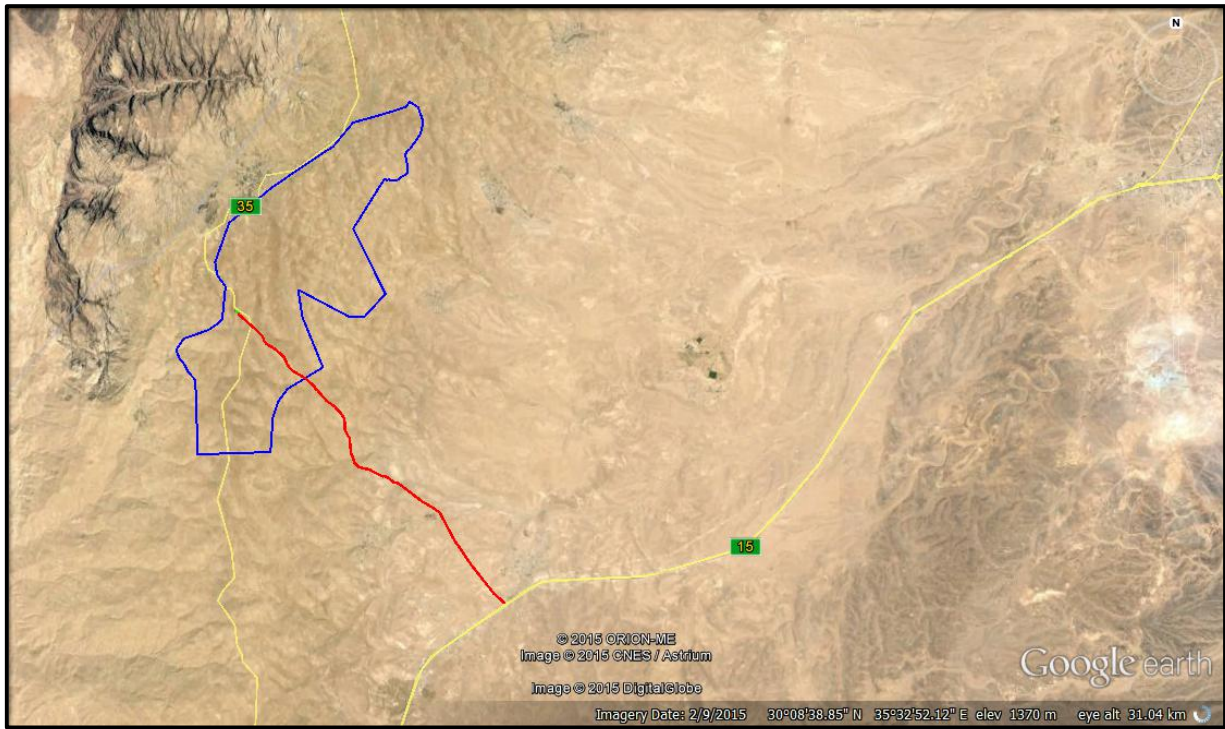 N
35
15
© 2015 ORION-ME
Image © 2015 CNES / Astrium
Image © 2015 DigitalGlobe
Google earth
Imagery Date: 2/9/2015 30°08'38.85" N 35°32'52.12" E elev 1370 m eye alt 31.04 km